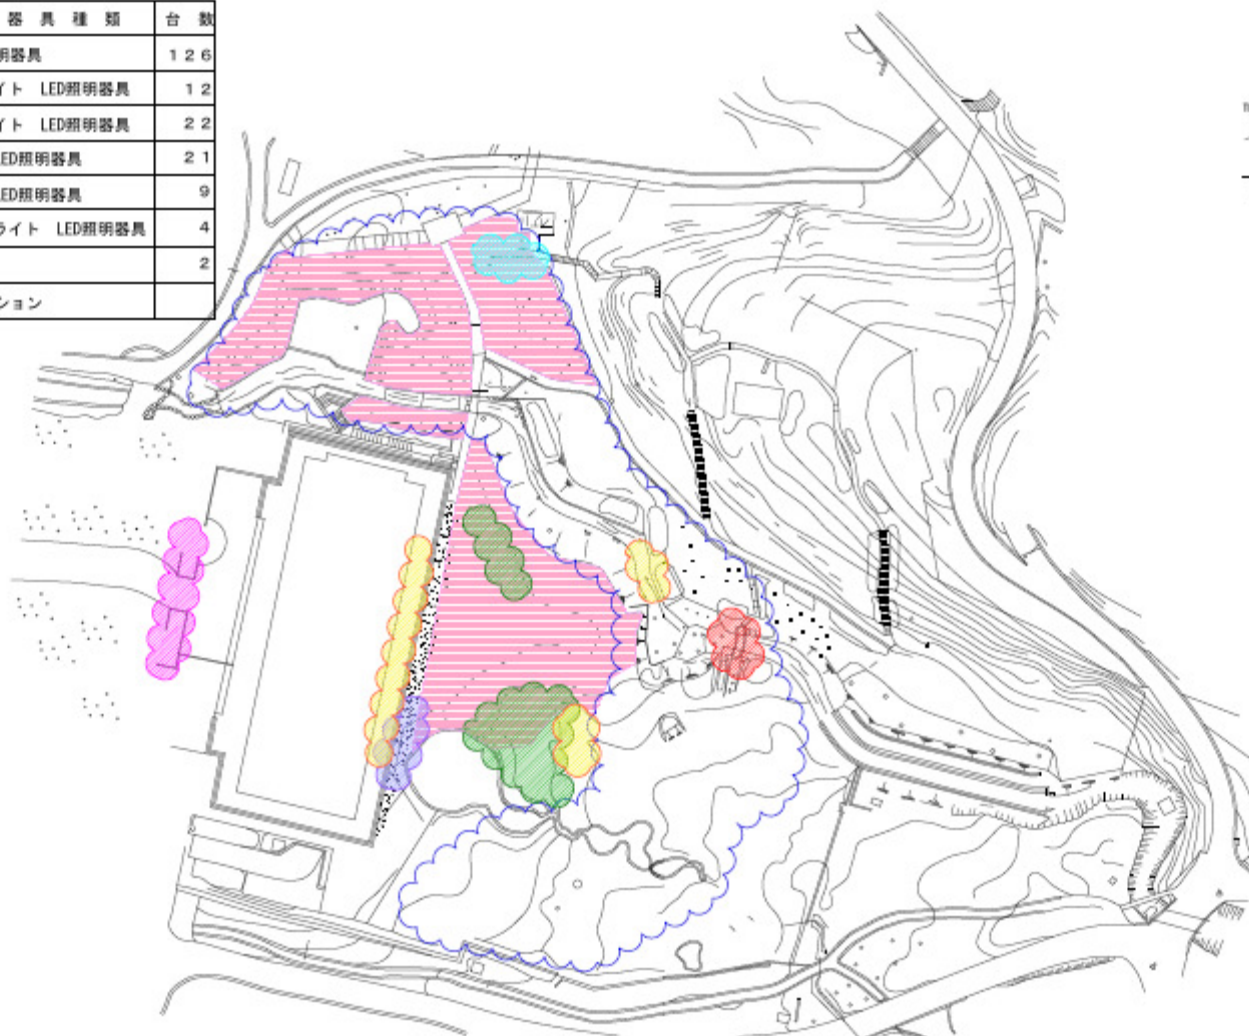 器 具 種 類 台 数
明器具 126
イト LED照明器具 12
イト LED照明器具 22
LED照明器具 21
LED照明器具 9
ライト LED照明器具 4
2
ション